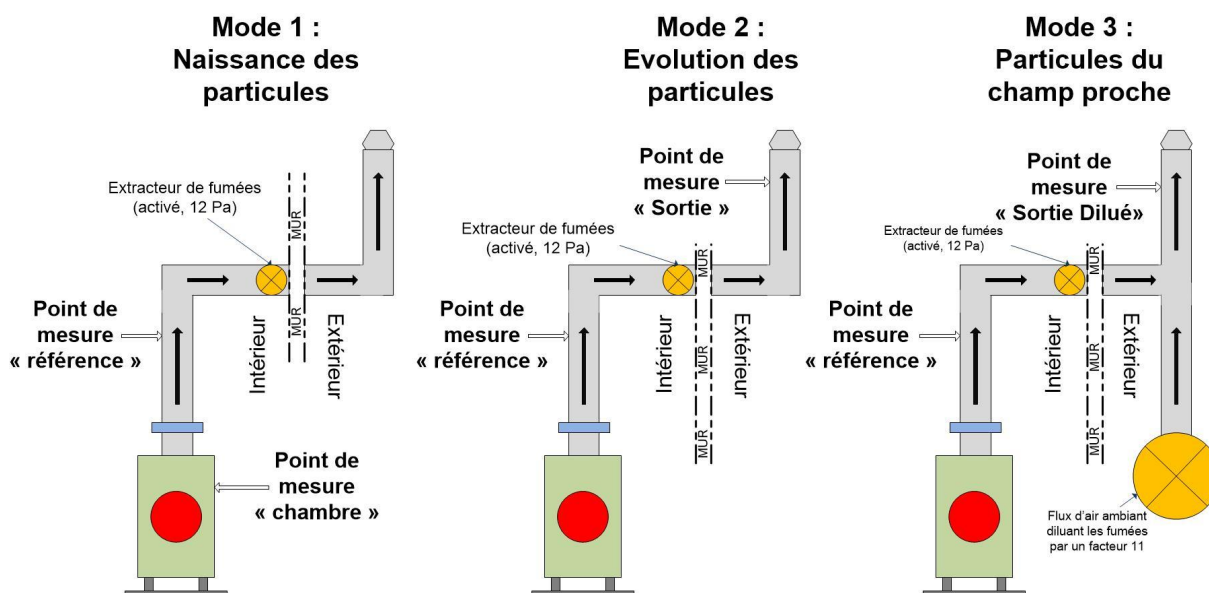 Mode 1 :
Naissance des
particules
Extracteur de fumées
(activé, 12 Pa)
MUR
MUR
Point de
mesure
« référence »
Intérieur
Extérieur
Point de
mesure
« chambre »
Mode 2 :
Evolution des
particules
Point de
mesure
« Sortie »
Extracteur de fumées
(activé, 12 Pa)
MUR
MUR
MUR
Point de
mesure
« référence »
Intérieur
Extérieur
Mode 3 :
Particules du
champ proche
Point de
mesure
« Sortie Dilué»
Extracteur de fumées
(activé, 12 Pa)
MUR
MUR
MUR
Point de
mesure
« référence »
Intérieur
Extérieur
Flux d'air ambiant
diluant les fumées
par un facteur 11